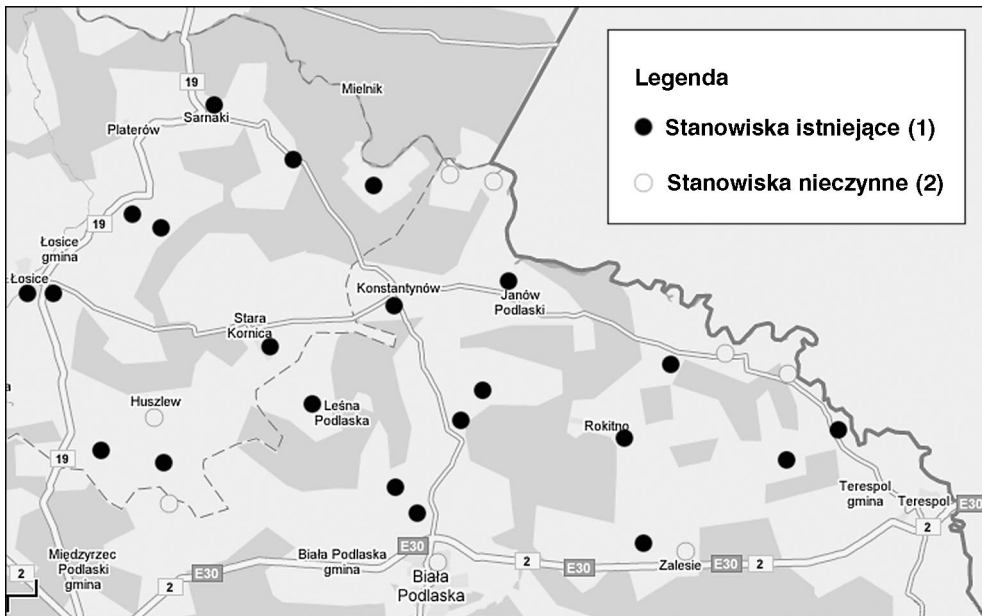 Legenda
Stanowiska istniejące (1)
Stanowiska nieczynne (2)
19
Mielnik
Sarnaki
Platerów
19
Łosice
gmina
Łosice
Konstantynów
Janów
Podlaski
Stara
Kornica
Huszlew
Leśna
Podlaska
Rokitno
a
19
Terespol
gmina
Terespol
E30
2
E30
Międzyrzec
Podlaski
gmina
Biała Podlaska
gmina
2
E30
2
Biała
Podlaska
2
E30
Zalesie
E30
2